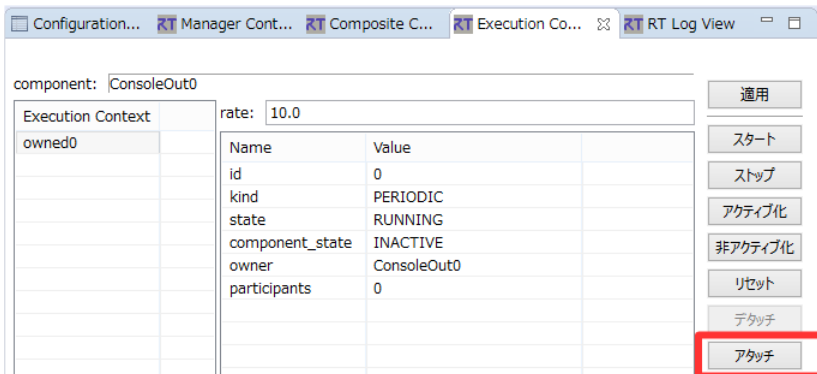 Configuration... RT Manager Cont... RT Composite C... RT Execution Co... RT RT Log View
component: ConsoleOut0
適用
Execution Context
rate: 10.0
owned0
Name Value
id 0
kind PERIODIC
state RUNNING
component_state INACTIVE
owner ConsoleOut0
participants 0
スタート
ストップ
アクティブ化
非アクティブ化
リセット
デタッチ
アタッチ